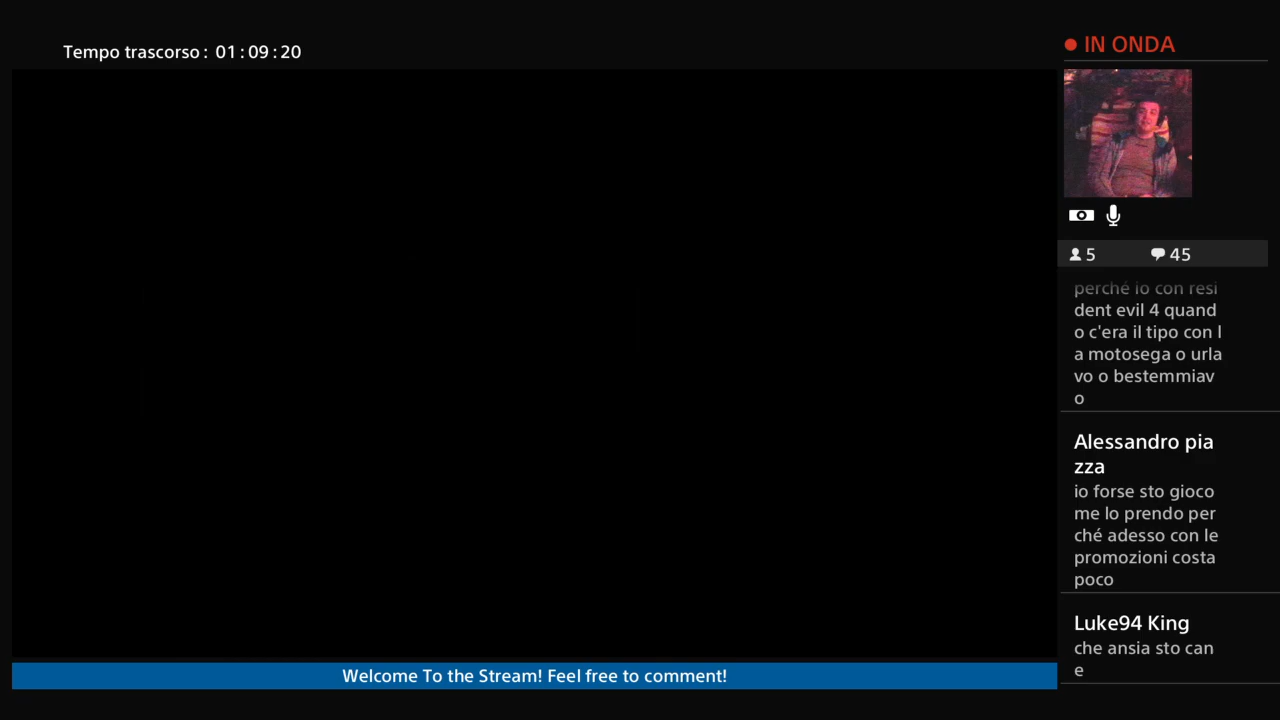 Tempo trascorso : 01 : 09 : 20
IN ONDA
5 45
perché io con resi
dent evil 4 quand
o c'era il tipo con l
a motosega o urla
vo o bestemmiav
o
Alessandro pia
zza
io forse sto gioco
me lo prendo per
ché adesso con le
promozioni costa
poco
Luke94 King
che ansia sto can
e
Welcome To the Stream! Feel free to comment!